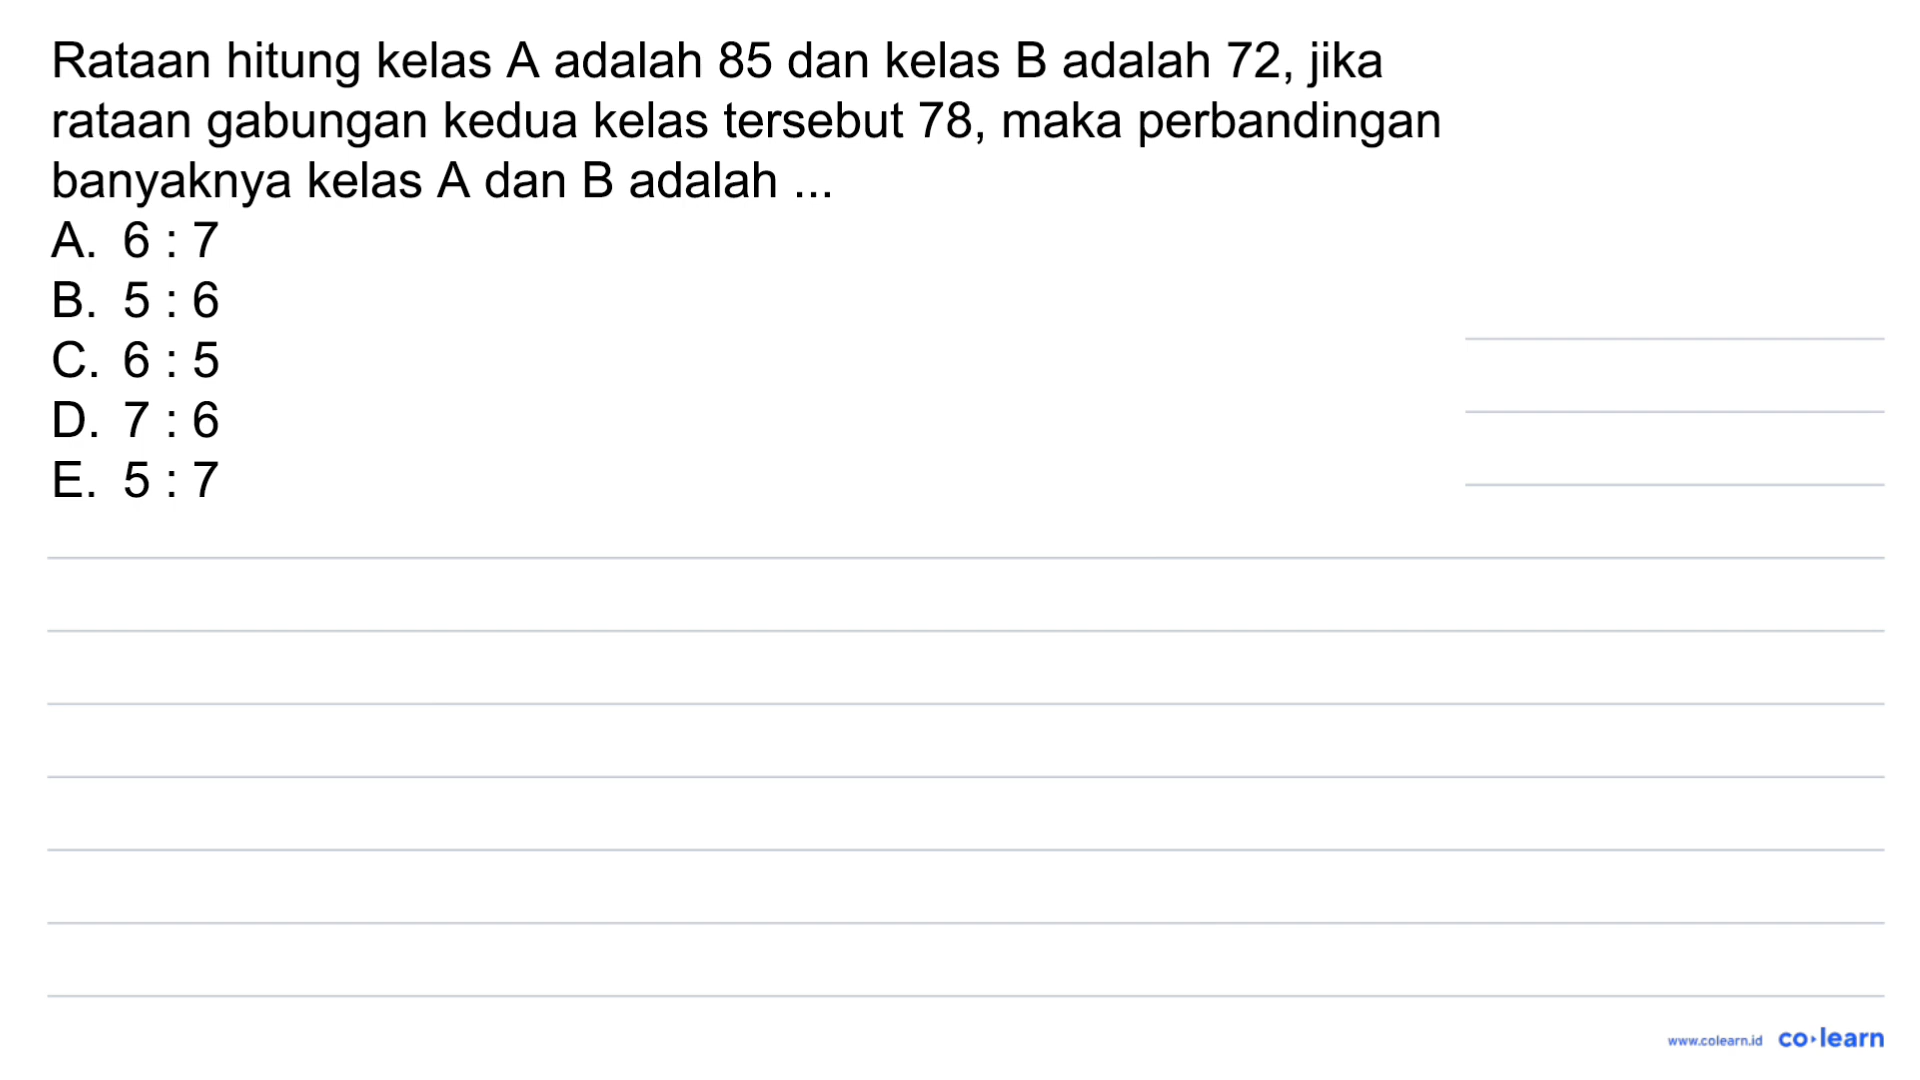 Rataan hitung kelas A adalah 85 dan kelas B adalah 72, jika
rataan gabungan kedua kelas tersebut 78, maka perbandingan
banyaknya kelas A dan B adalah ...
A. 6 : 7
B. 5 : 6
C. 6 : 5
D. 7 : 6
E. 5 : 7
www.colearn.id co·learn